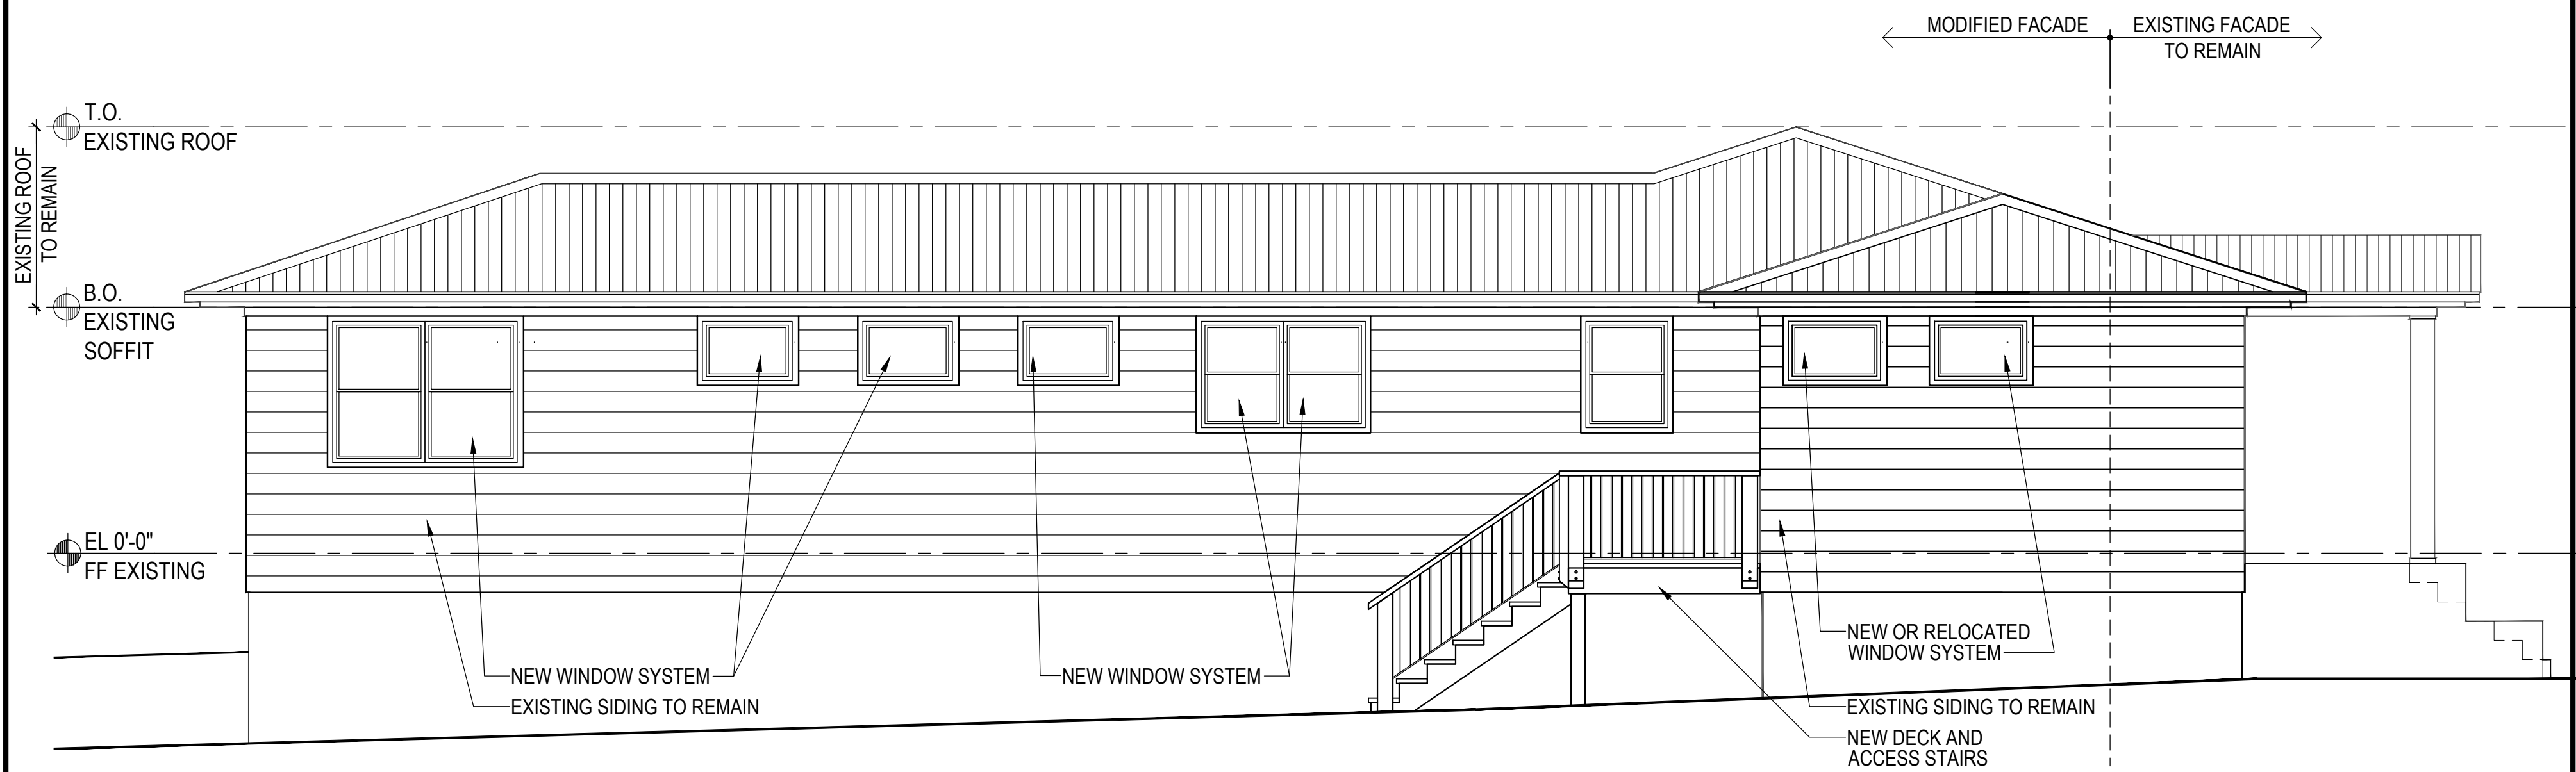 MODIFIED FACADE
EXISTING FACADE
TO REMAIN
T.O.
EXISTING ROOF
EXISTING ROOF
TO REMAIN
B.O.
EXISTING
SOFFIT
EL 0'-0"
FF EXISTING
NEW WINDOW SYSTEM
EXISTING SIDING TO REMAIN
NEW WINDOW SYSTEM
NEW OR RELOCATED
WINDOW SYSTEM
EXISTING SIDING TO REMAIN
NEW DECK AND
ACCESS STAIRS